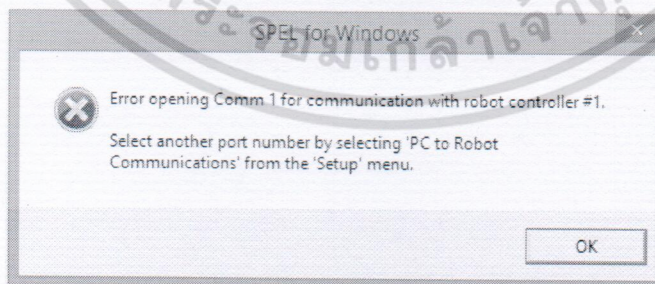 SPEL for Windows
Error opening Comm 1 for communication with robot controller #1.
Select another port number by selecting 'PC to Robot
Communications' from the 'Setup' menu.
OK